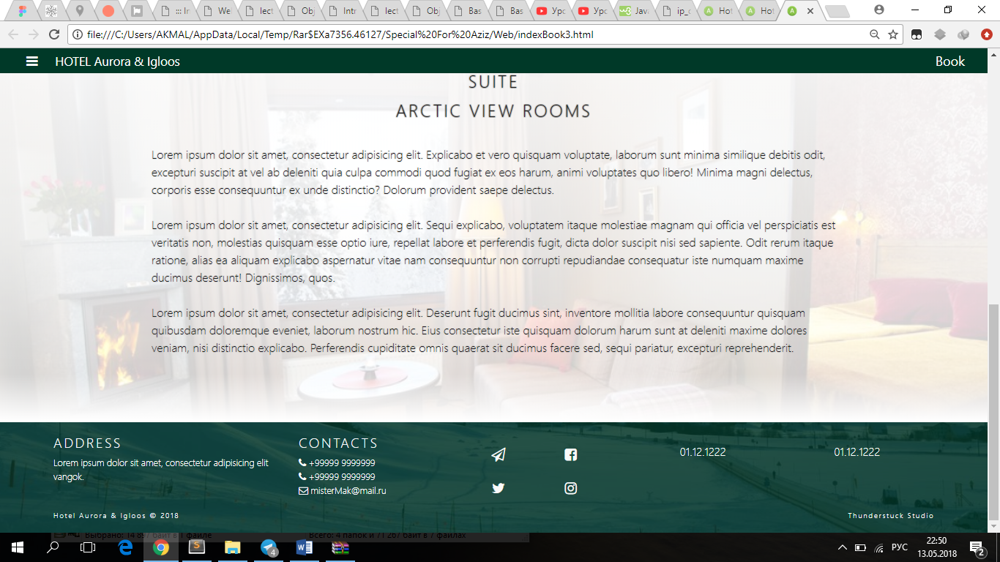 ::: Ir
Wel
lect
Obj
Intr
lect
Obj
Bas
Bas
Урс
Урс
Java
ip_c
Hot
Hot
file:///C:/Users/AKMAL/AppData/Local/Temp/Rar$EXa7356.46127/Special%20For%20Aziz/Web/indexBook3.html
HOTEL Aurora & Igloos
Book
SUITE
ARCTIC VIEW ROOMS
Lorem ipsum dolor sit amet, consectetur adipisicing elit. Explicabo et vero quisquam voluptate, laborum sunt minima similique debitis odit,
excepturi suscipit at vel ab deleniti quia culpa commodi quod fugiat ex eos harum, animi voluptates quo libero! Minima magni delectus,
corporis esse consequuntur ex unde distinctio? Dolorum provident saepe delectus.
Lorem ipsum dolor sit amet, consectetur adipisicing elit. Sequi explicabo, voluptatem itaque molestiae magnam qui officia vel perspiciatis est
veritatis non, molestias quisquam esse optio iure, repellat labore et perferendis fugit, dicta dolor suscipit nisi sed sapiente. Odit rerum itaque
ratione, alias ea aliquam explicabo aspernatur vitae nam consequuntur non corrupti repudiandae consequatur iste numquam maxime
ducimus deserunt! Dignissimos, quos.
Lorem ipsum dolor sit amet, consectetur adipisicing elit. Deserunt fugit ducimus sint, inventore mollitia labore consequuntur quisquam
quibusdam doloremque eveniet, laborum nostrum hic. Eius consectetur iste quisquam dolorum harum sunt at deleniti maxime dolores
veniam, nisi distinctio explicabo. Perferendis cupiditate omnis quaerat sit ducimus facere sed, sequi pariatur, excepturi reprehenderit.
ADDRESS
Lorem ipsum dolor sit amet, consectetur adipisicing elit
vangok.
CONTACTS
+99999 9999999
+99999 9999999
misterMak@mail.ru
01.12.1222
01.12.1222
Hotel Aurora & Igloos © 2018
Thunderstuck Studio
Выбрано: 14 897 байт в 1 файле
Всего: 4 папок и 71 267 байт в 7 файлах
4
РУС
22:50
13.05.2018
2